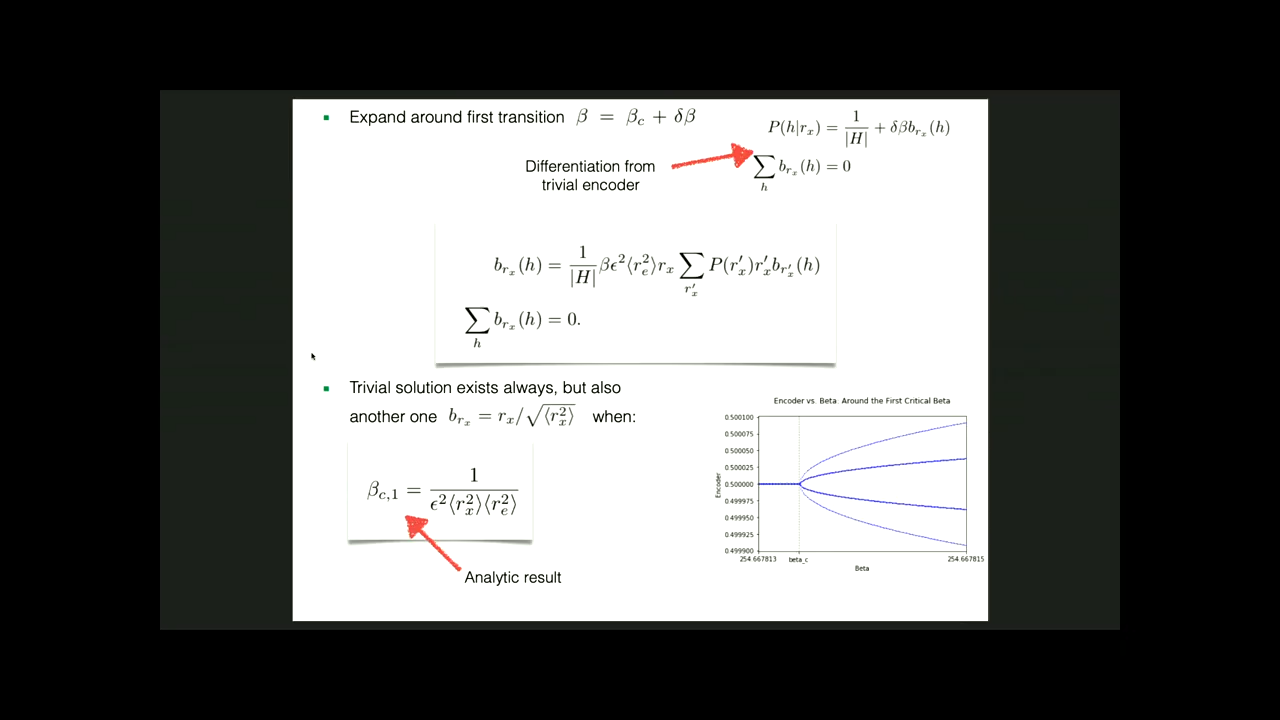 Expand around first transition β = β_c + δβ
P(h|r_x) = 1/|H| + δβb_{r_x}(h)
Differentiation from
trivial encoder
∑_h b_{r_x}(h) = 0
b_{r_x}(h) = 1/|H| βϵ²⟨r_e²⟩r_x ∑_{r'_x} P(r'_x)r'_x b_{r'_x}(h)
∑_h b_{r_x}(h) = 0.
Trivial solution exists always, but also
another one b_{r_x} = r_x/√⟨r_x²⟩ when:
β_{c,1} = 1/(ϵ²⟨r_x²⟩⟨r_e²⟩)
Analytic result
Encoder vs. Beta Around the First Critical Beta
0.500100
0.500075
0.500050
0.500025
0.500000
0.499975
0.499950
0.499925
0.499900
Encoder
254.667813 beta_c 254.667815
Beta